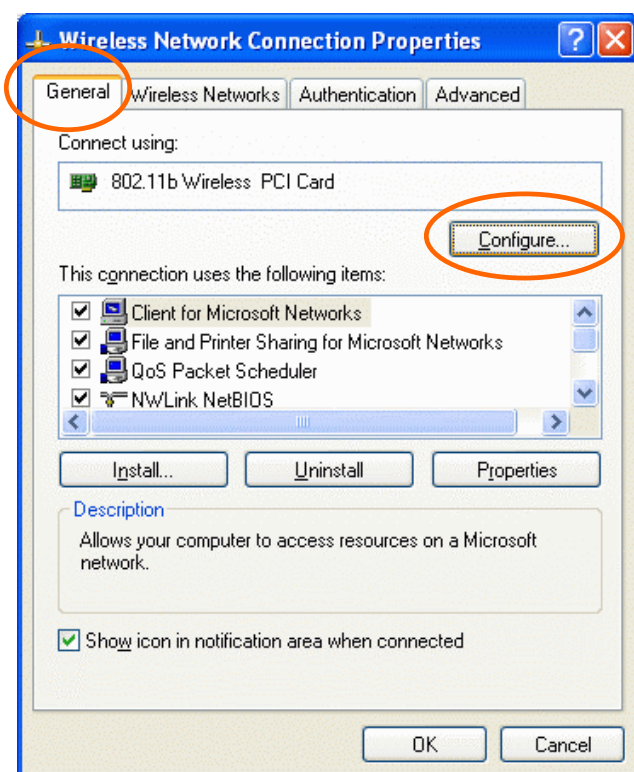 Wireless Network Connection Properties
General Wireless Networks Authentication Advanced
Connect using:
802.11b Wireless PCI Card
Configure...
This connection uses the following items:
Client for Microsoft Networks
File and Printer Sharing for Microsoft Networks
QoS Packet Scheduler
NWLink NetBIOS
Install... Uninstall Properties
Description
Allows your computer to access resources on a Microsoft
network.
Show icon in notification area when connected
OK Cancel